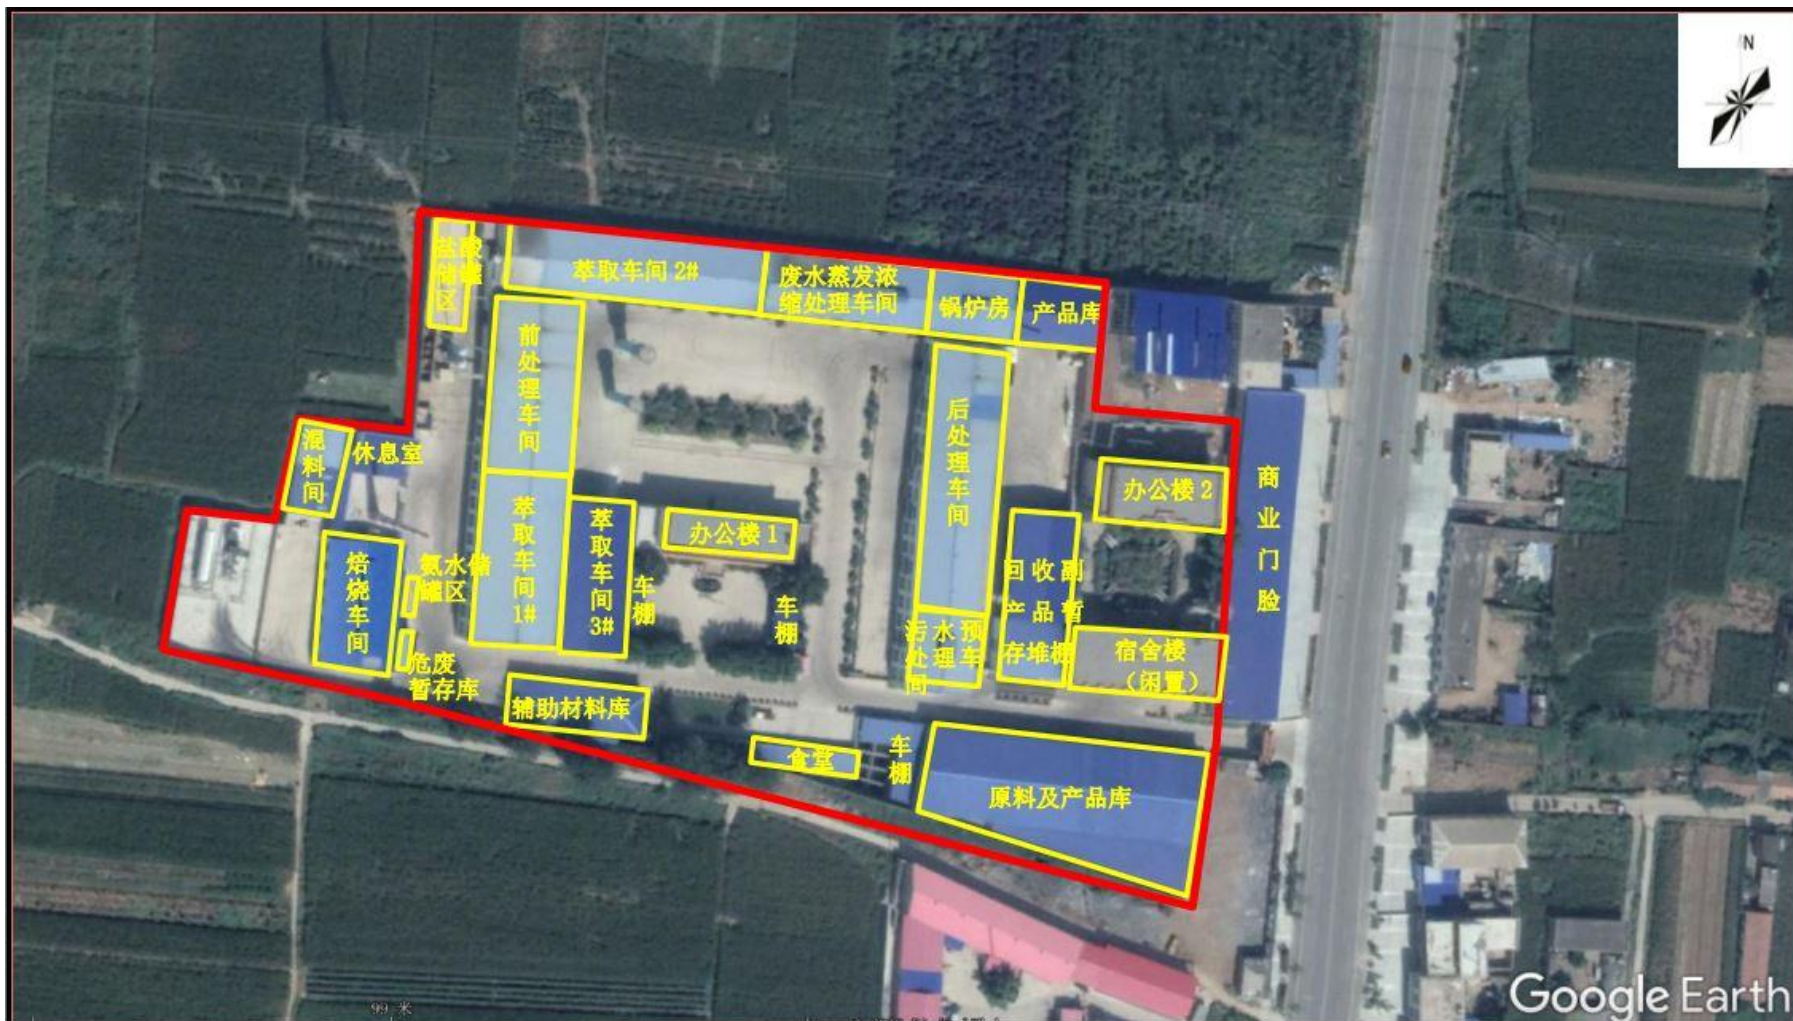 N
盐酸
储罐
区
萃取车间 2#
废水蒸发浓
缩处理车间
锅炉房
产品库
前处理车间
后处理车间
混料间
休息室
办公楼 2
商业门脸
萃取车间1#
萃取车间3#
办公楼 1
焙烧车间
氨水储
罐区
车棚
车棚
回收副
产品暂
存堆棚
污水预
处理车
间
宿舍楼
（闲置）
危废
暂存库
辅助材料库
食堂
车棚
原料及产品库
99 米
Google Earth